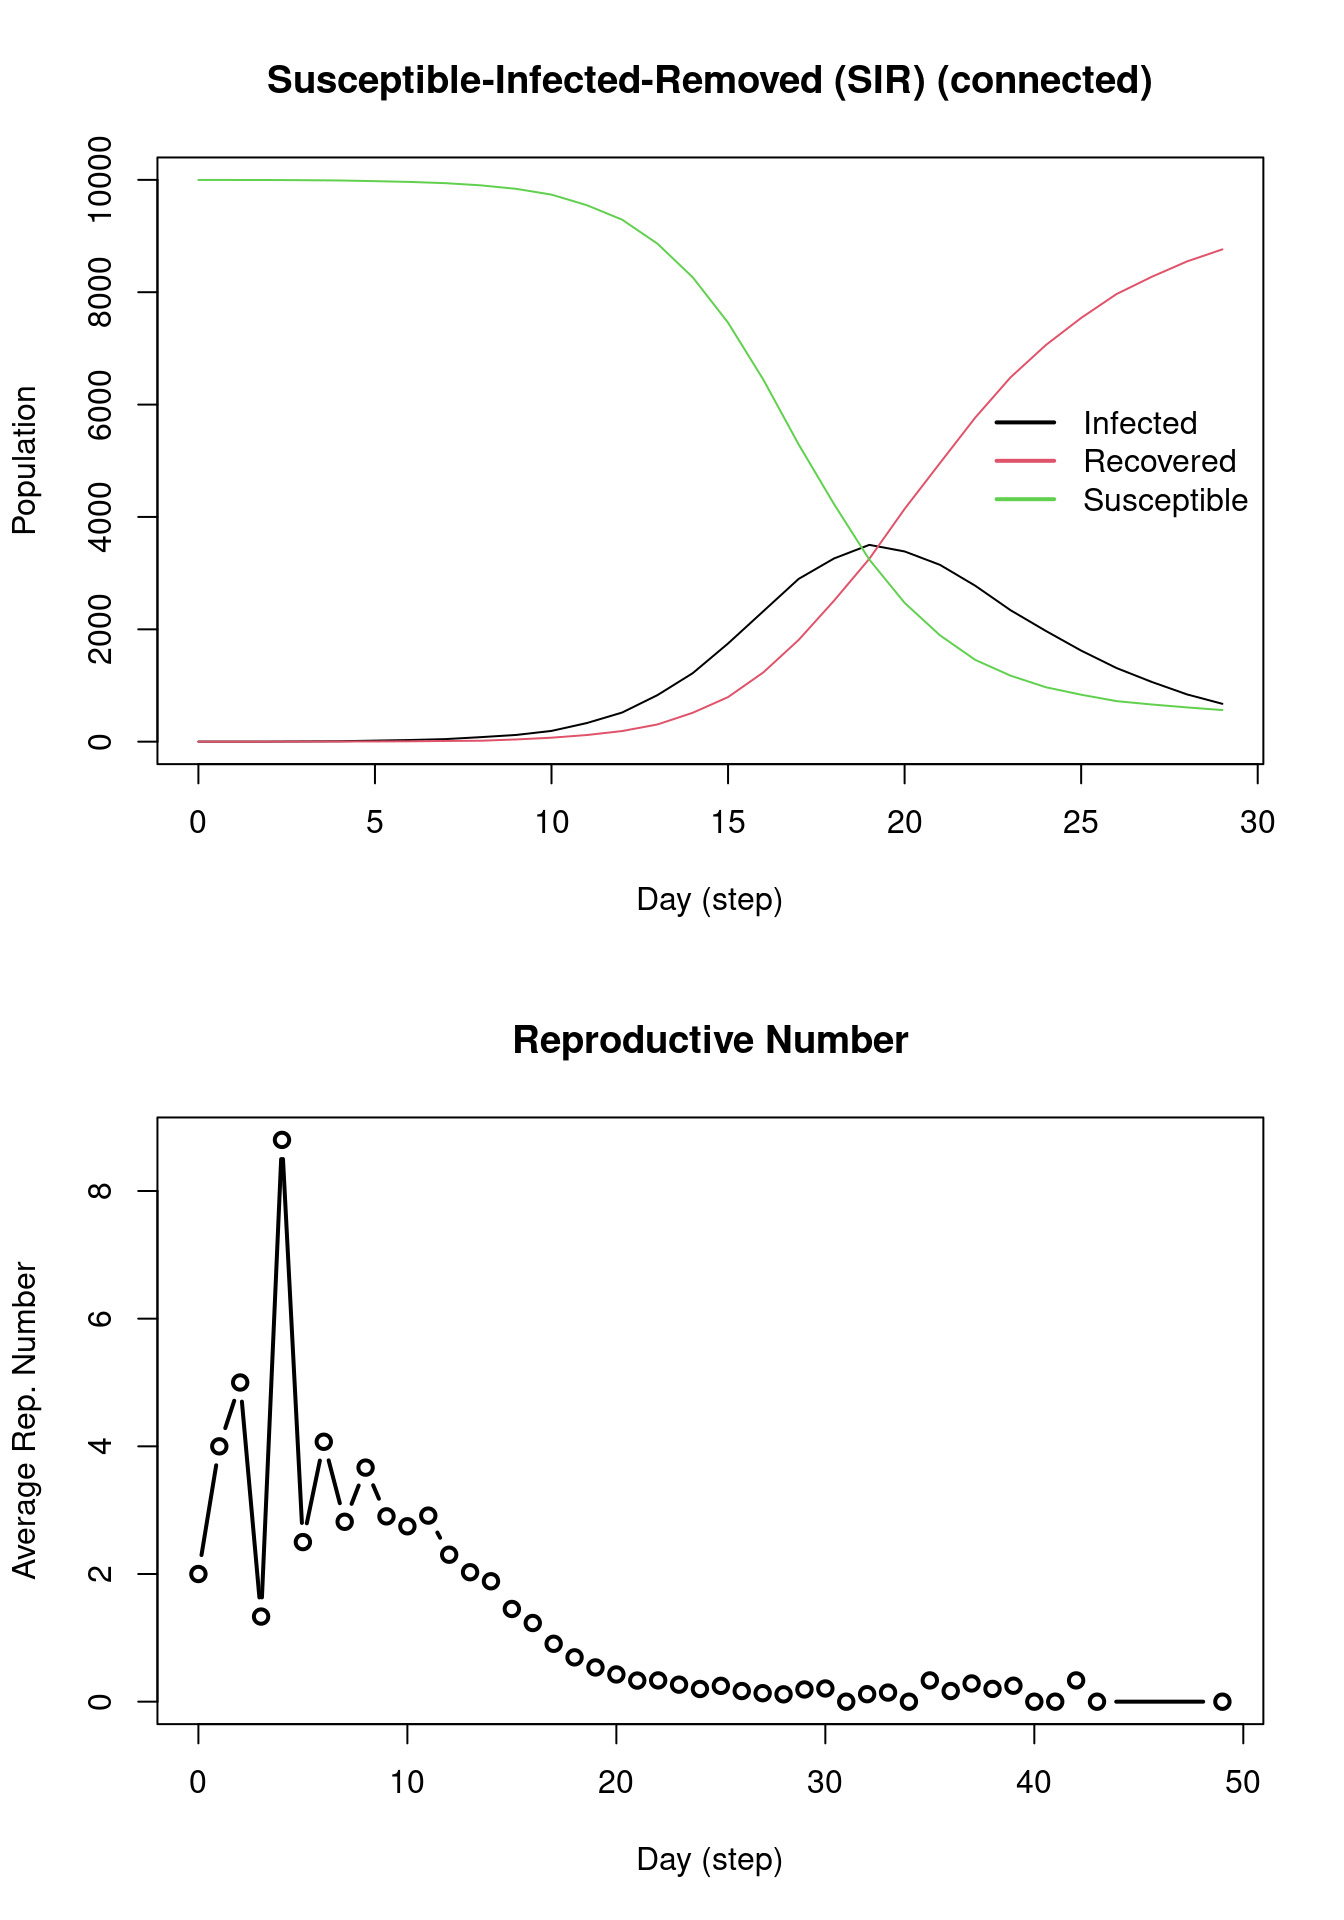 Susceptible-Infected-Removed (SIR) (connected)
Population
0
2000
4000
6000
8000
10000
Infected
Recovered
Susceptible
0 5 10 15 20 25 30
Day (step)
Reproductive Number
Average Rep. Number
0
2
4
6
8
0 10 20 30 40 50
Day (step)